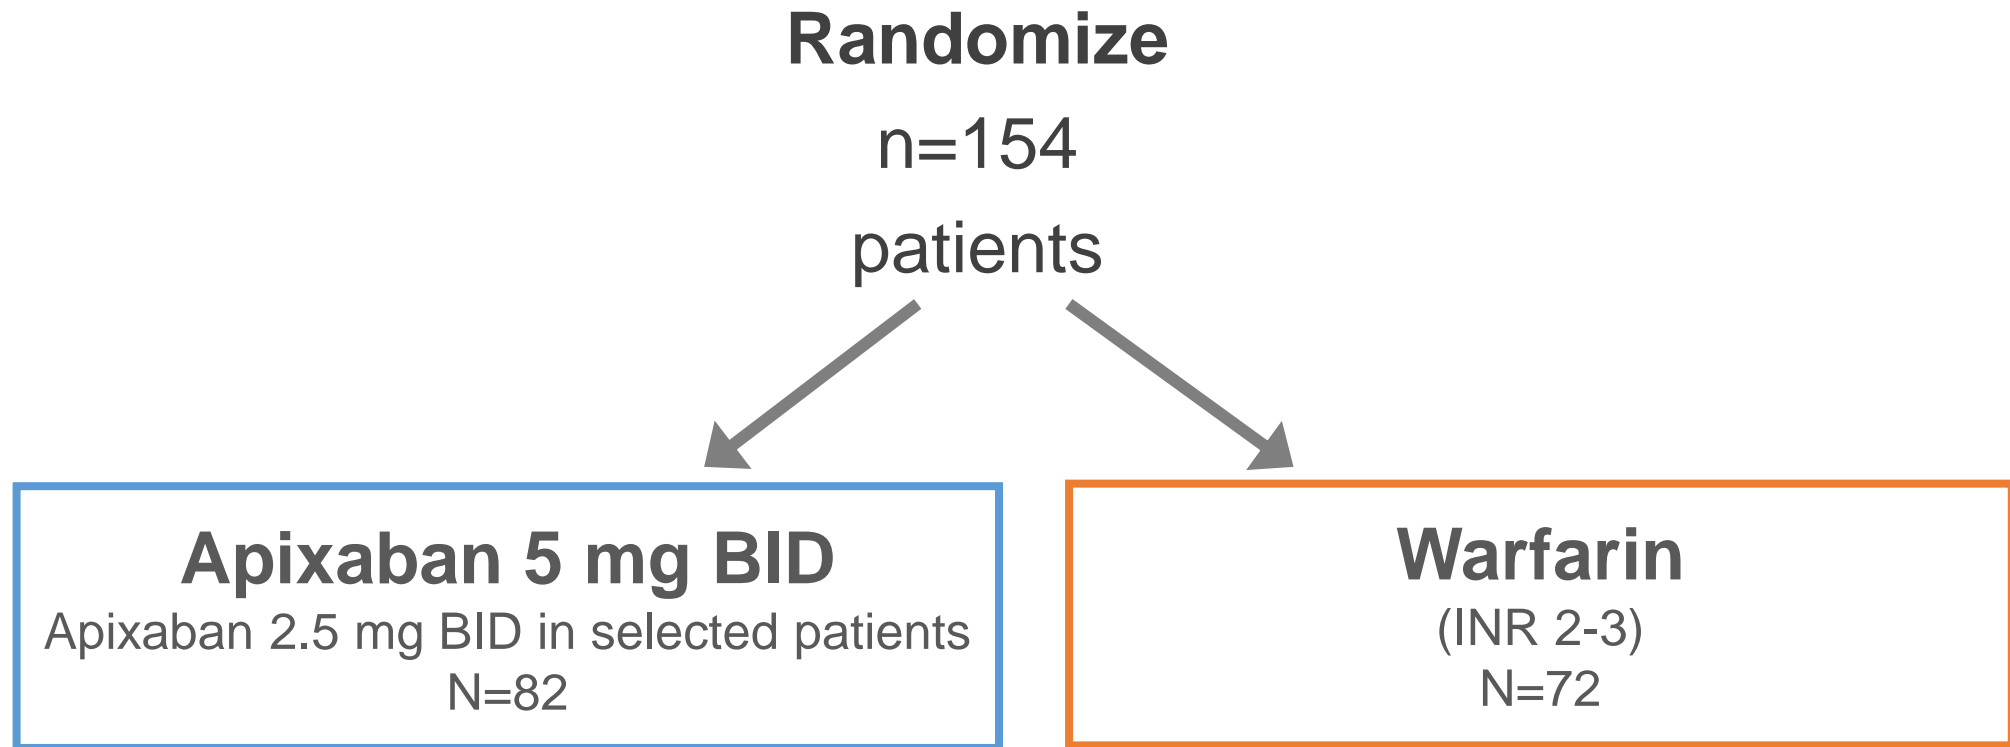 Randomize
n=154
patients
Apixaban 5 mg BID
Apixaban 2.5 mg BID in selected patients
N=82
Warfarin
(INR 2-3)
N=72